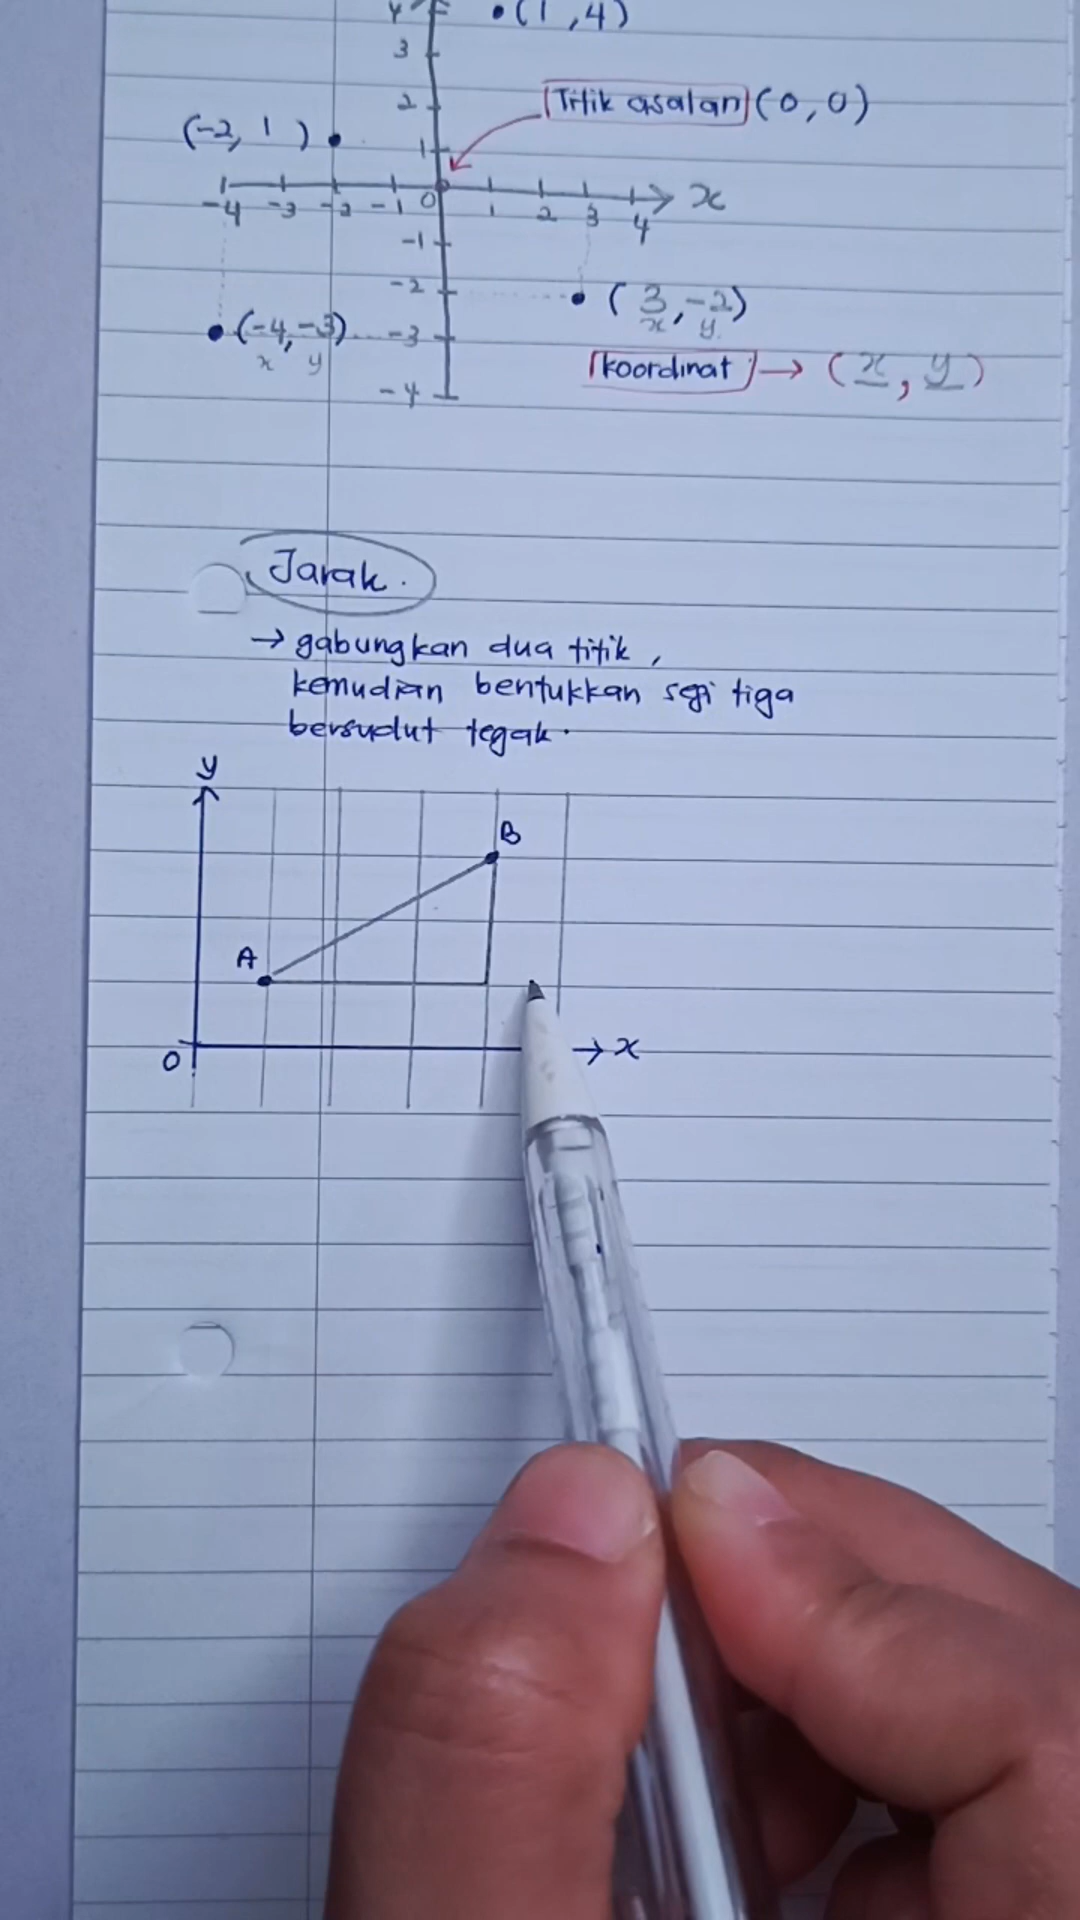 y
(1, 4)
3
2
Titik asalan (0, 0)
(-2, 1)
1
-4 -3 -2 -1 0 1 2 3 4 x
-1
-2
(3, -2)
x y
(-4, -3)
-3
x y
koordinat → (x, y)
-4
Jarak.
→ gabungkan dua titik,
kemudian bentukkan segi tiga
bersudut tegak.
y
B
A
0 x